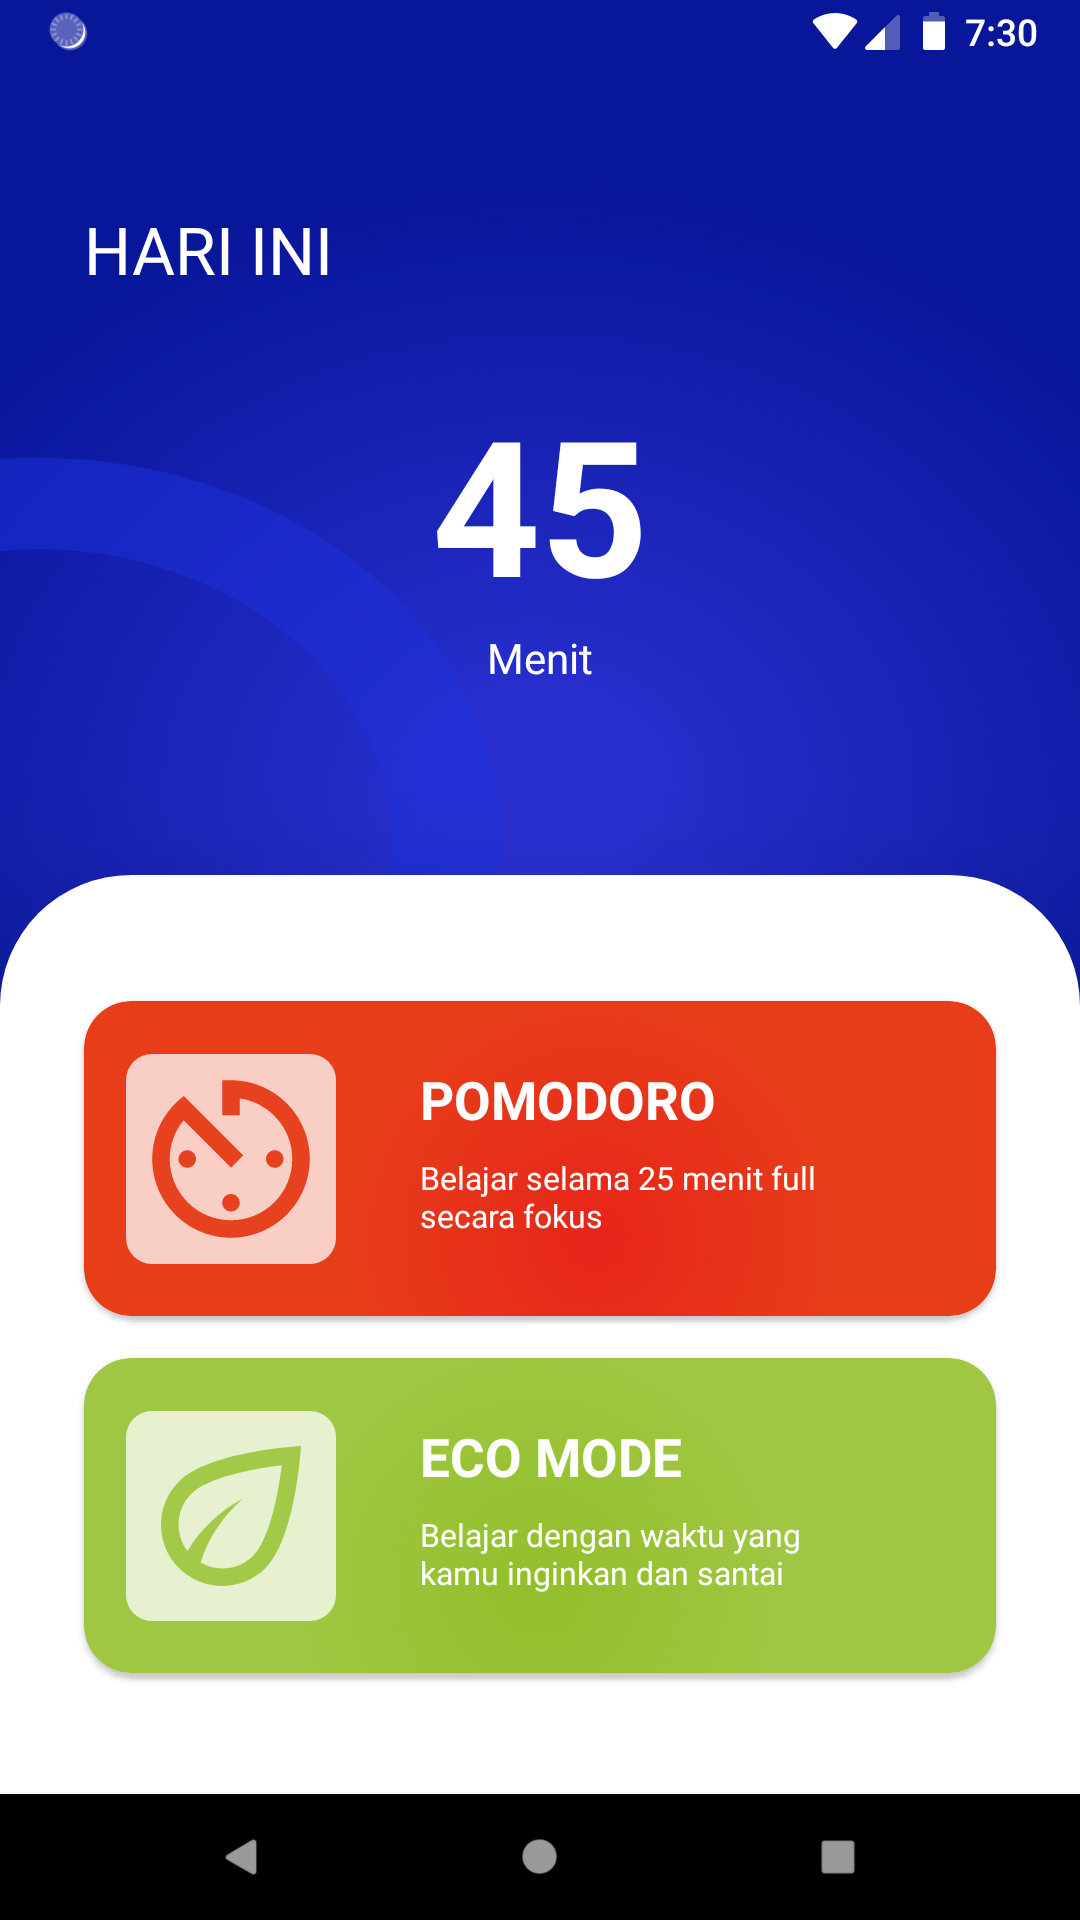 7:30
HARI INI
45
Menit
POMODORO
Belajar selama 25 menit full
secara fokus
ECO MODE
Belajar dengan waktu yang
kamu inginkan dan santai